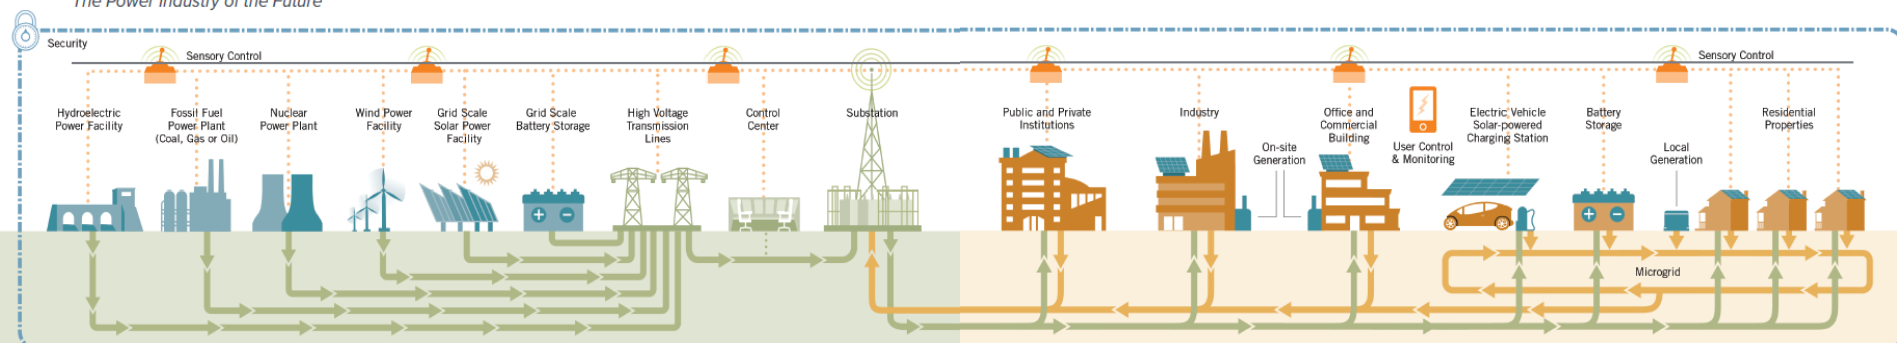 The Power Industry of the Future
Security
Sensory Control
Sensory Control
Hydroelectric
Power Facility
Fossil Fuel
Power Plant
(Coal, Gas or Oil)
Nuclear
Power Plant
Wind Power
Facility
Grid Scale
Solar Power
Facility
Grid Scale
Battery Storage
High Voltage
Transmission
Lines
Control
Center
Substation
Public and Private
Institutions
Industry
On-site
Generation
Office and
Commercial
Building
User Control
& Monitoring
Electric Vehicle
Solar-powered
Charging Station
Battery
Storage
Local
Generation
Residential
Properties
Microgrid